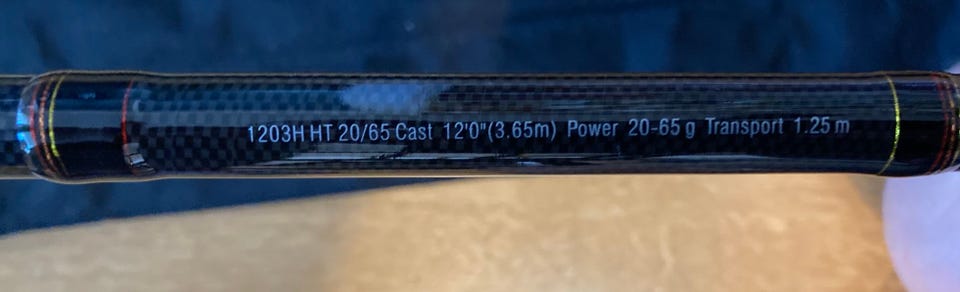 1203H HT 20/65 Cast 12'0"(3.65m) Power 20-65 g Transport 1.25 m